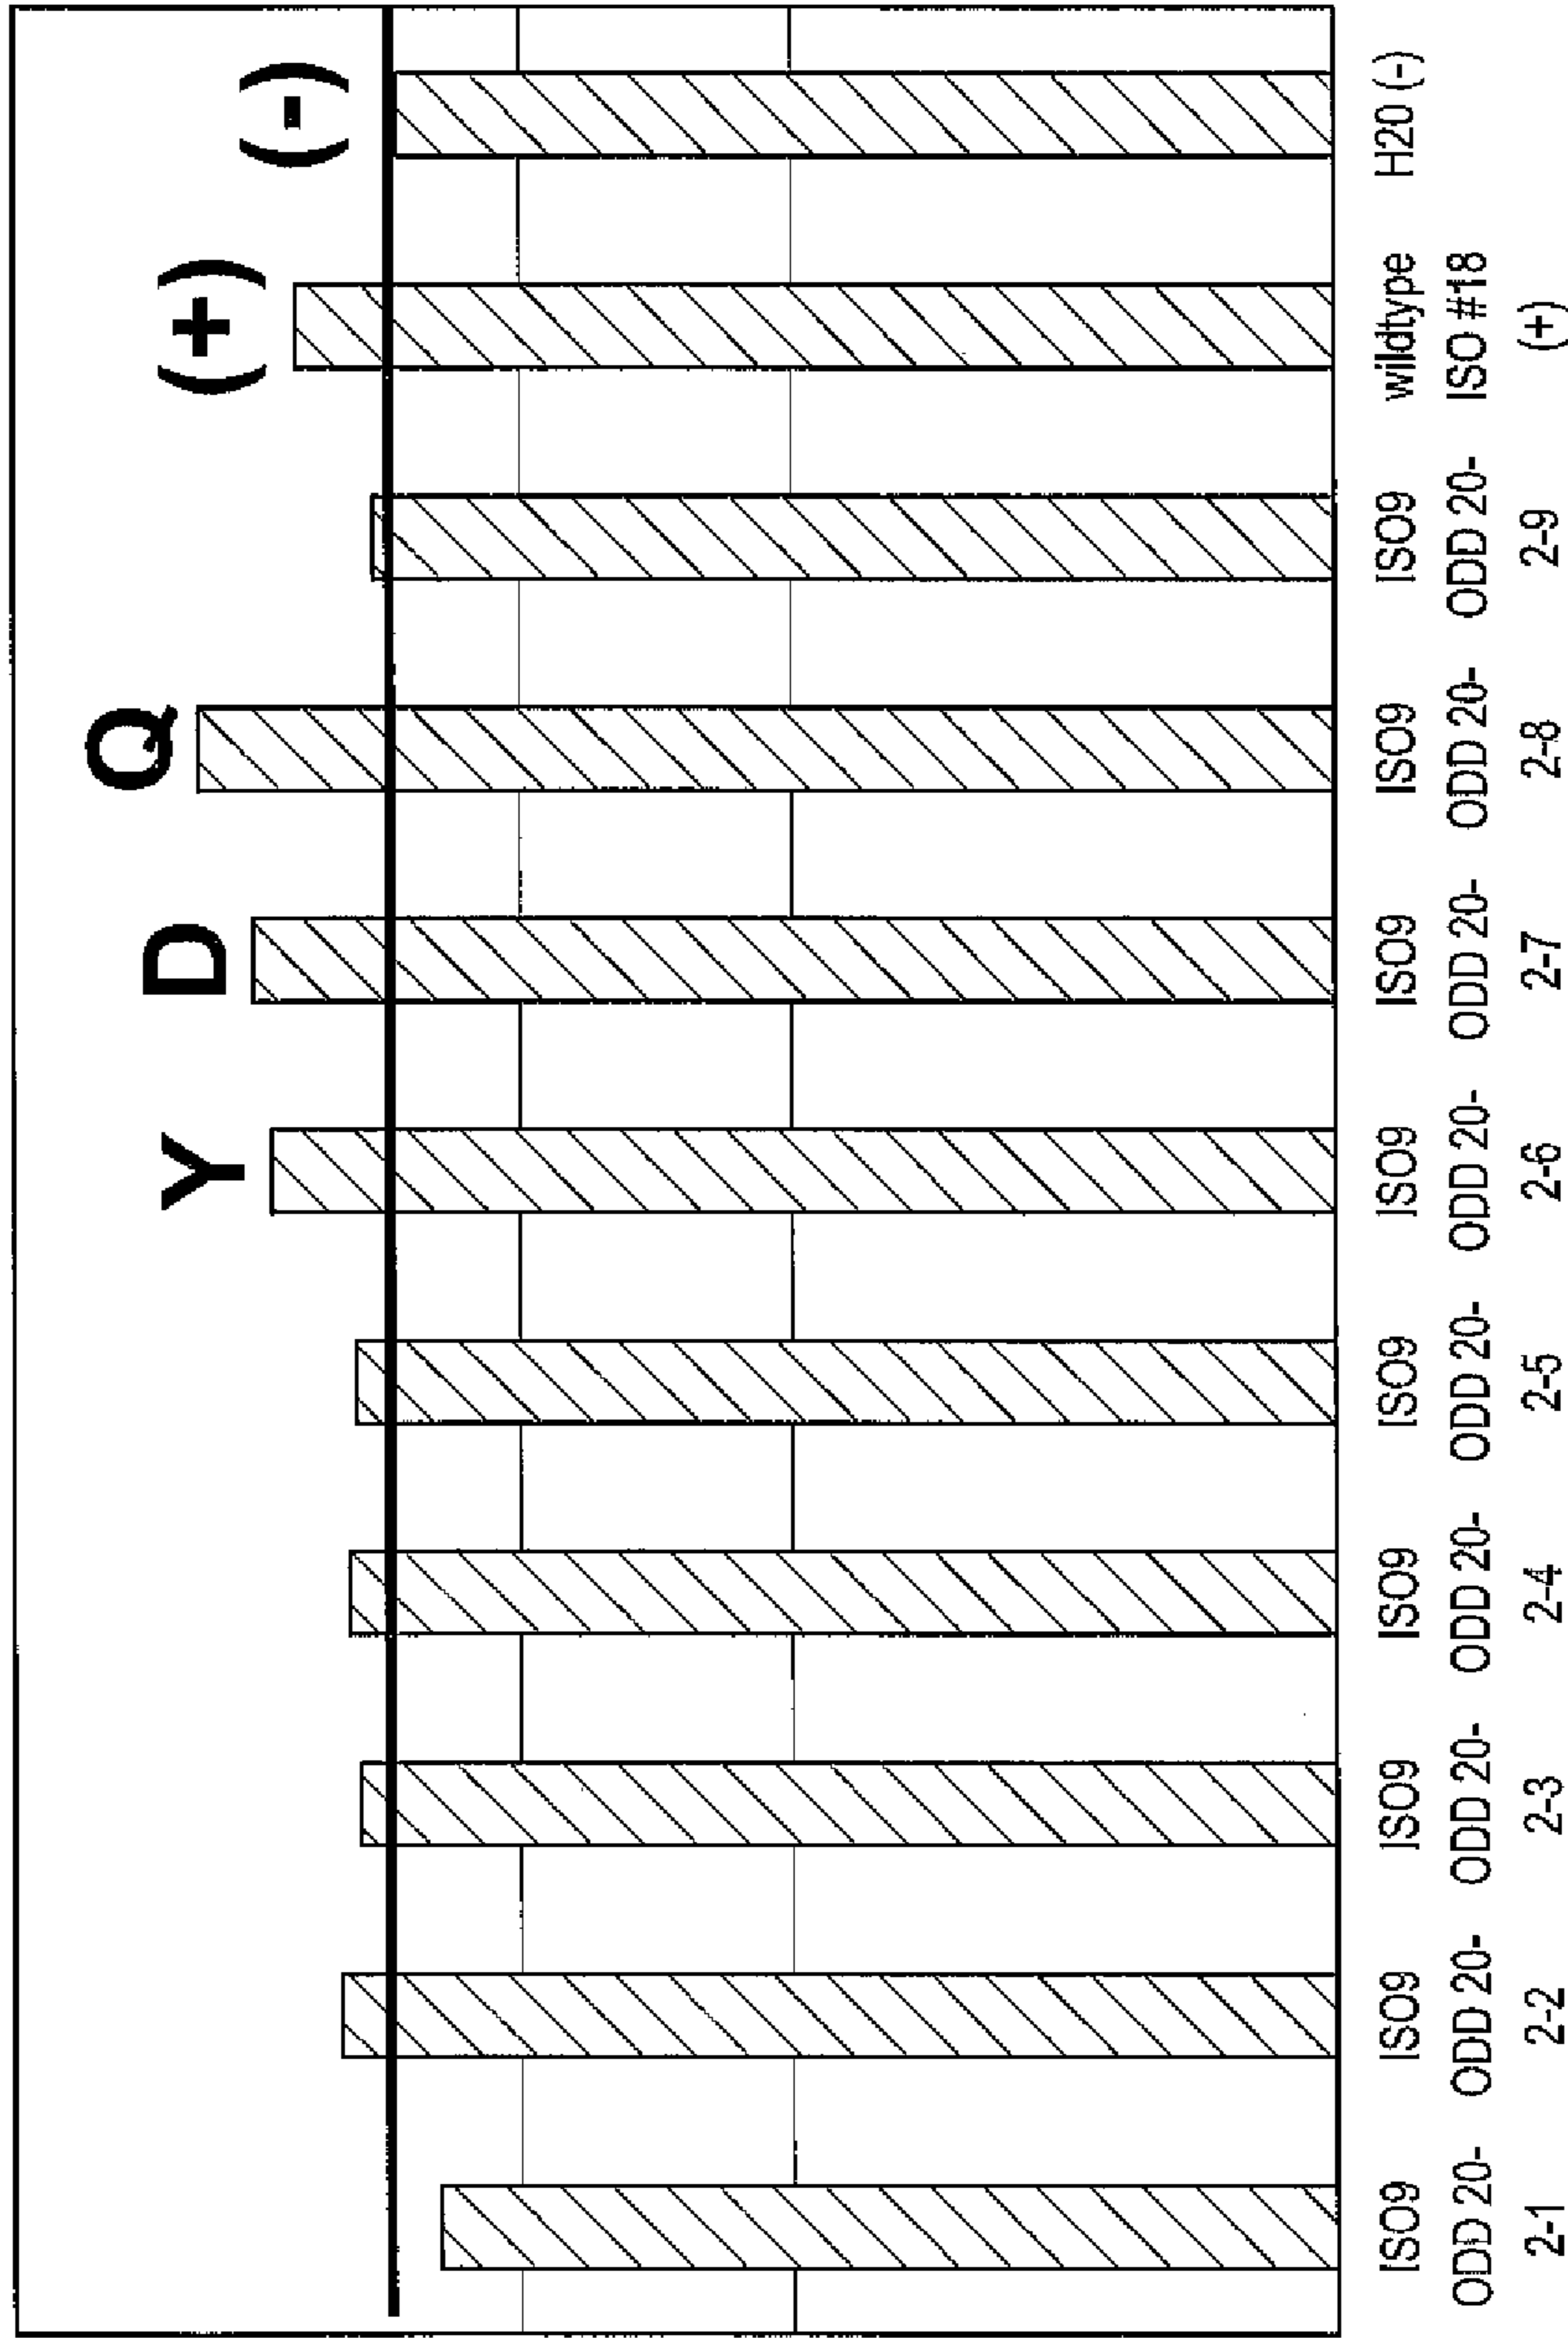 Y
D
Q
(+)
(-)
ISO9
ODD 20-
2-1
ISO9
ODD 20-
2-2
ISO9
ODD 20-
2-3
ISO9
ODD 20-
2-4
ISO9
ODD 20-
2-5
ISO9
ODD 20-
2-6
ISO9
ODD 20-
2-7
ISO9
ODD 20-
2-8
ISO9
ODD 20-
2-9
wildtype
ISO #18
(+)
H20 (-)